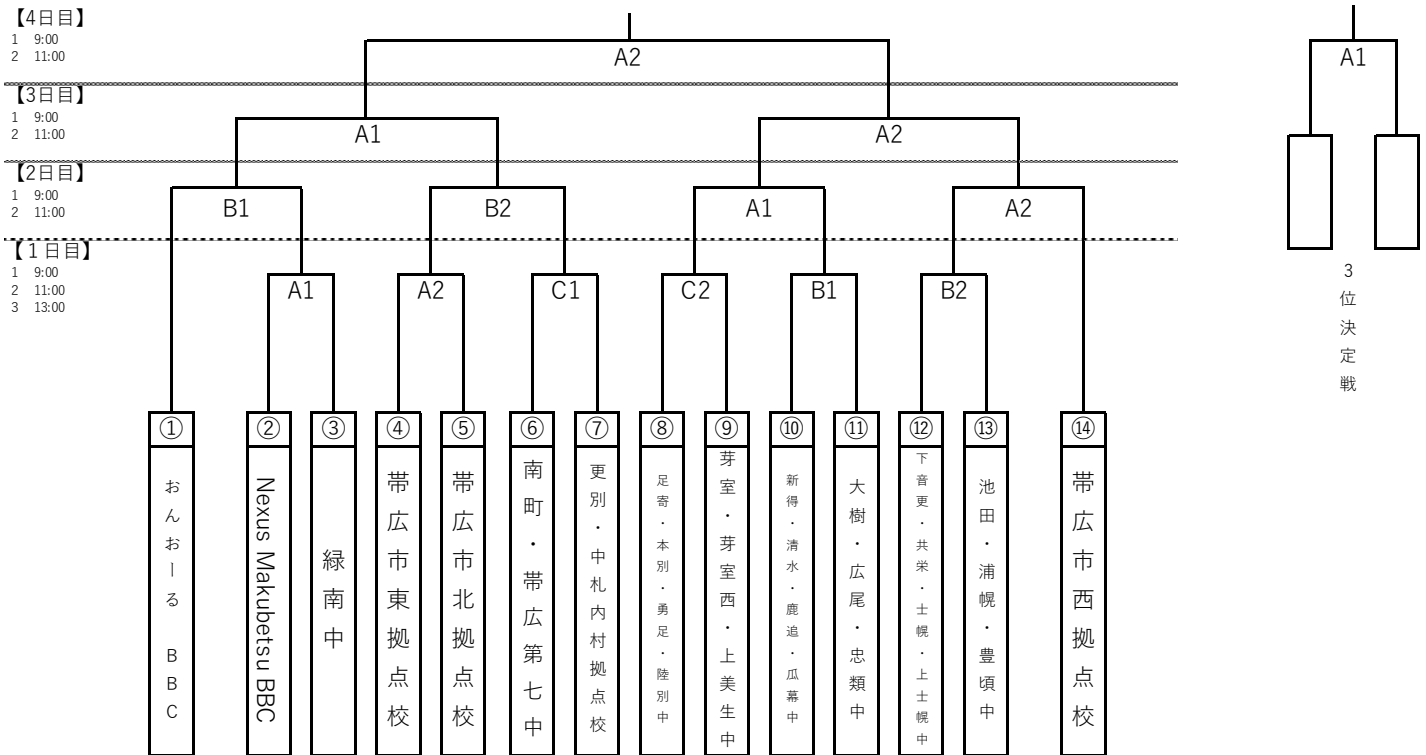 【4日目】
1 9:00
2 11:00
A2
A1
【3日目】
1 9:00
2 11:00
A1
A2
【2日目】
1 9:00
2 11:00
B1
B2
A1
A2
【1日目】
1 9:00
2 11:00
3 13:00
A1
A2
C1
C2
B1
B2
3位決定戦
①
おんおーる BBC
②
Nexus Makubetsu BBC
③
緑南中
④
帯広市東拠点校
⑤
帯広市北拠点校
⑥
南町・帯広第七中
⑦
更別・中札内村拠点校
⑧
足寄・本別・勇足・陸別中
⑨
芽室・芽室西・上美生中
⑩
新得・清水・鹿追・瓜幕中
⑪
大樹・広尾・忠類中
⑫
下音更・共栄・士幌・上士幌中
⑬
池田・浦幌・豊頃中
⑭
帯広市西拠点校